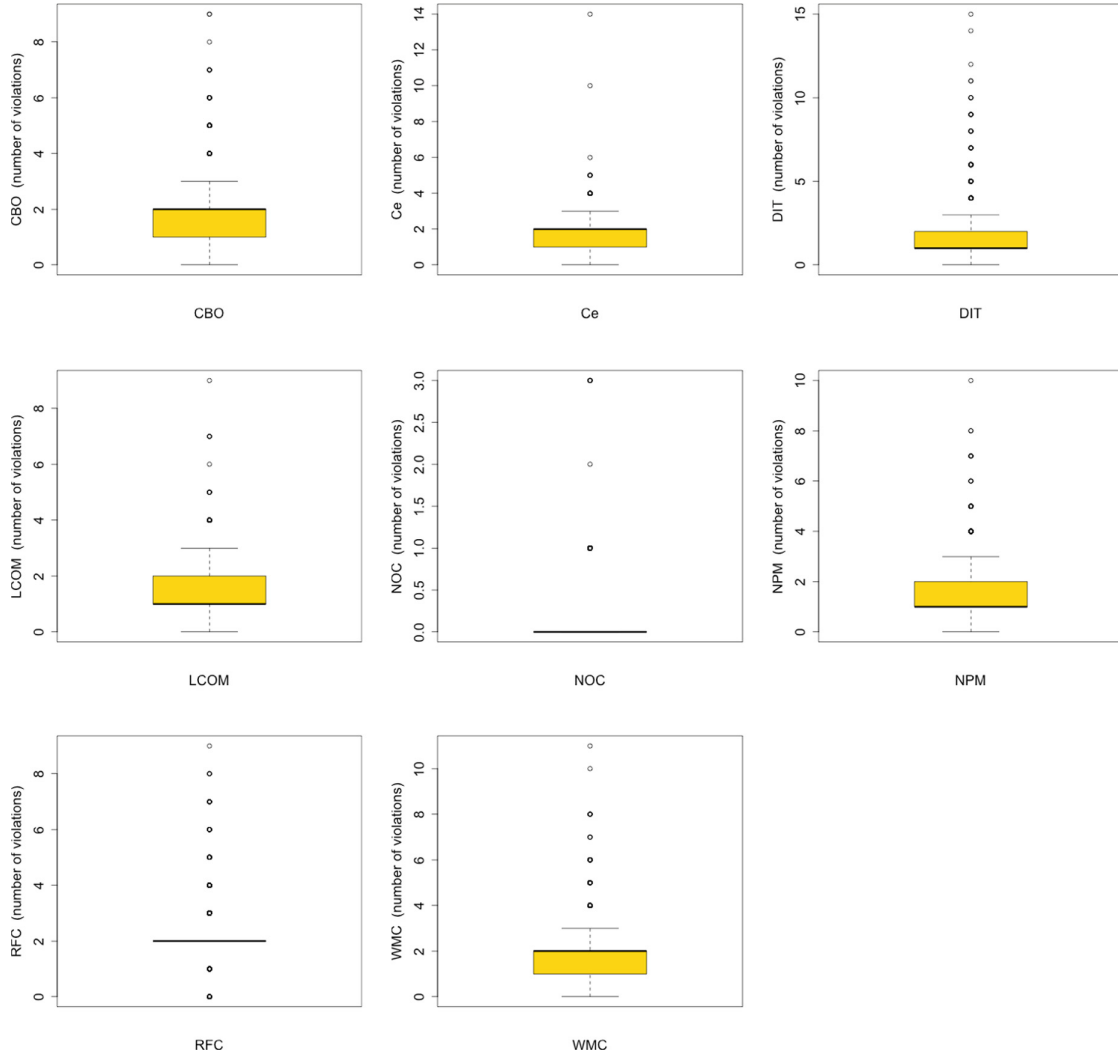 CBO (number of violations)
0 2 4 6 8
CBO
Ce (number of violations)
0 2 4 6 8 10 12 14
Ce
DIT (number of violations)
0 5 10 15
DIT
LCOM (number of violations)
0 2 4 6 8
LCOM
NOC (number of violations)
0.0 0.5 1.0 1.5 2.0 2.5 3.0
NOC
NPM (number of violations)
0 2 4 6 8 10
NPM
RFC (number of violations)
0 2 4 6 8
RFC
WMC (number of violations)
0 2 4 6 8 10
WMC